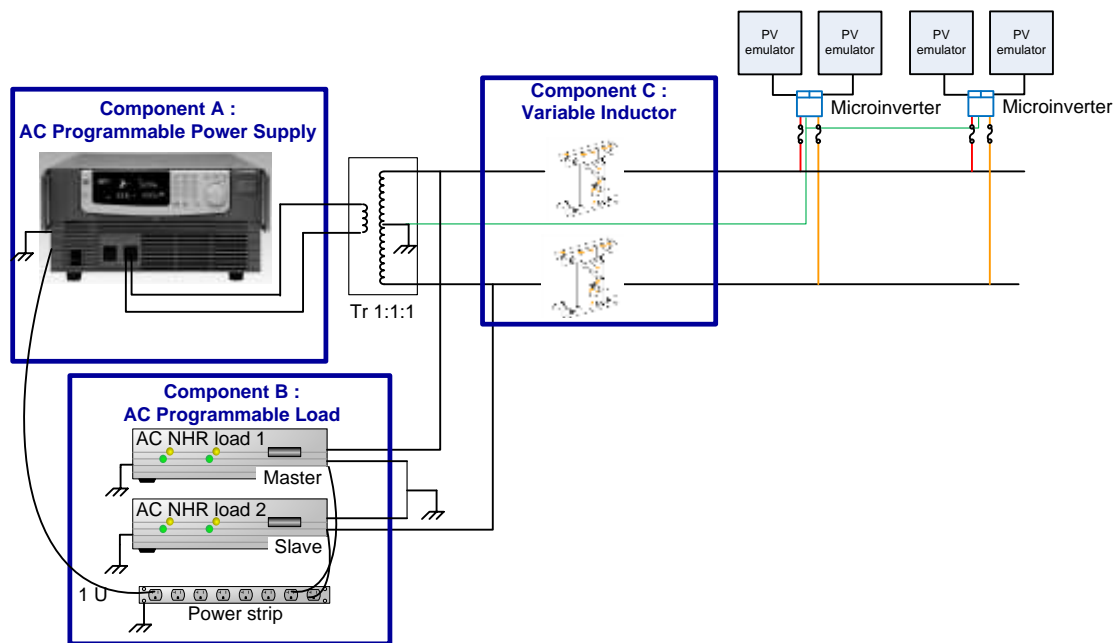 PV
emulator
PV
emulator
PV
emulator
PV
emulator
Microinverter
Microinverter
Component A :
AC Programmable Power Supply
Component C :
Variable Inductor
Tr 1:1:1
Component B :
AC Programmable Load
AC NHR load 1
Master
AC NHR load 2
Slave
1 U
Power strip